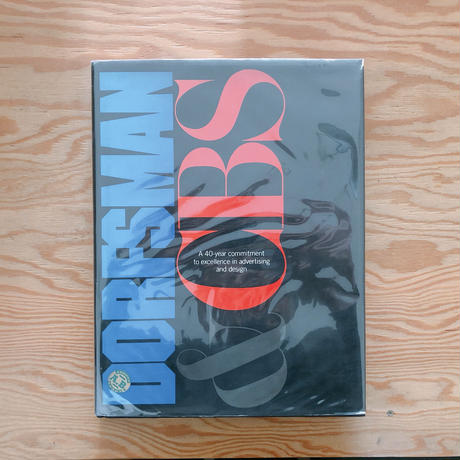 DORFSMAN
&
CBS
A 40-year commitment
to excellence in advertising
and design